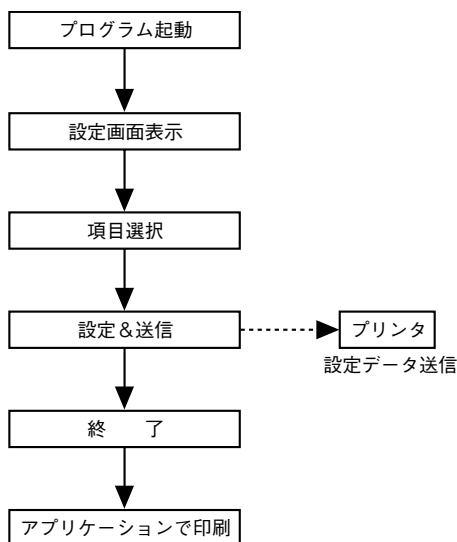 プログラム起動
設定画面表示
項目選択
設定＆送信
プリンタ
設定データ送信
終　　了
アプリケーションで印刷